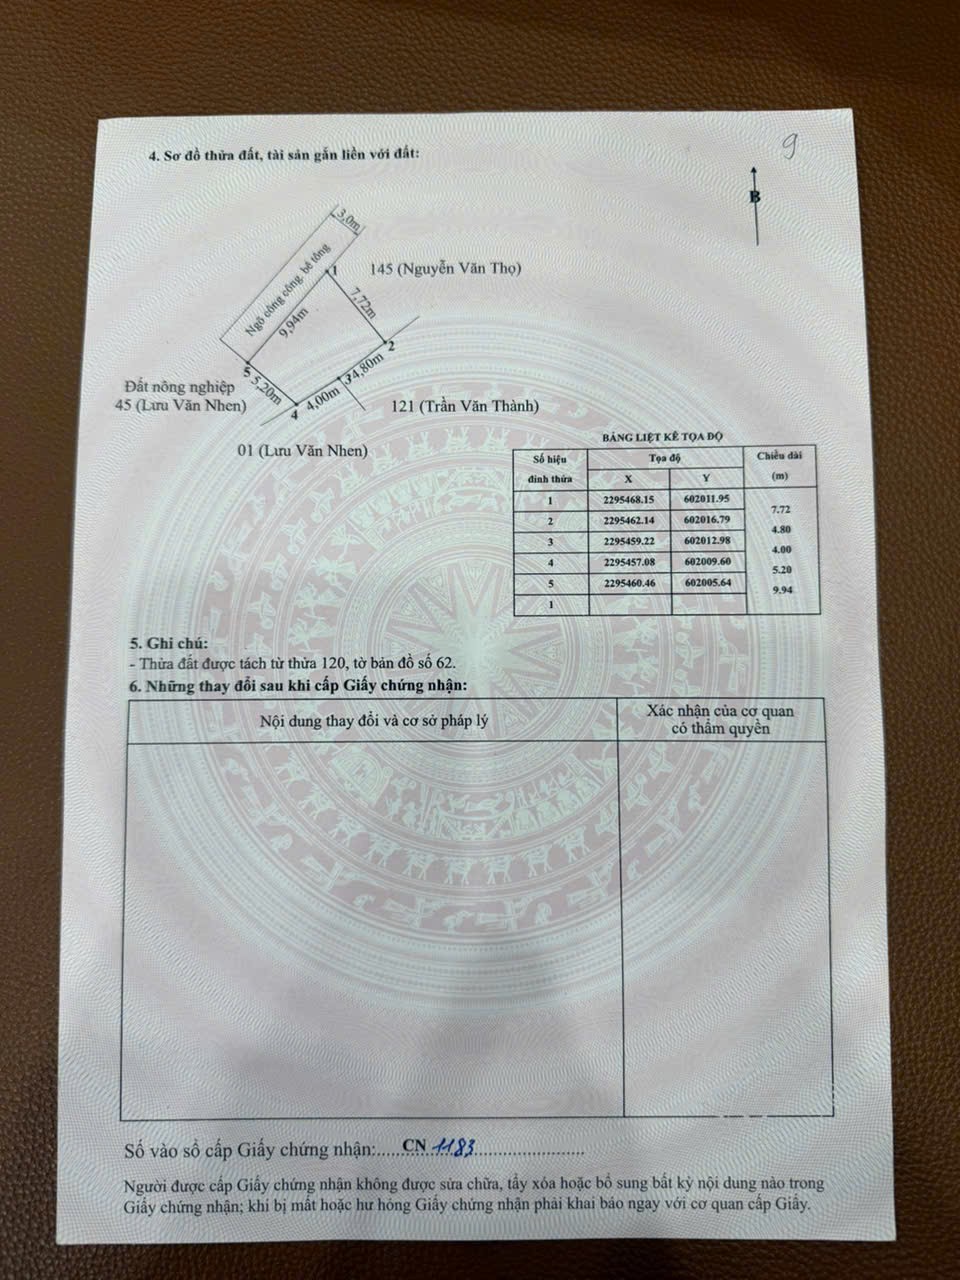 9
4. Sơ đồ thửa đất, tài sản gắn liền với đất:
B
3,0m
Ngõ công cộng. bê tông
1
145 (Nguyễn Văn Thọ)
7,72m
9,94m
2
5
3
4,80m
Đất nông nghiệp
5,20m
4,00m
45 (Lưu Văn Nhen)
4
121 (Trần Văn Thành)
01 (Lưu Văn Nhen)
BẢNG LIỆT KÊ TỌA ĐỘ
Số hiệu đỉnh thửa Tọa độ Chiều dài (m)
X Y
1 2295468.15 602011.95
7.72
2 2295462.14 602016.79
4.80
3 2295459.22 602012.98
4.00
4 2295457.08 602009.60
5.20
5 2295460.46 602005.64
9.94
1
5. Ghi chú:
- Thửa đất được tách từ thửa 120, tờ bản đồ số 62.
6. Những thay đổi sau khi cấp Giấy chứng nhận:
Nội dung thay đổi và cơ sở pháp lý
Xác nhận của cơ quan
có thẩm quyền
Số vào sổ cấp Giấy chứng nhận:.....CN 1183........................
Người được cấp Giấy chứng nhận không được sửa chữa, tẩy xóa hoặc bổ sung bất kỳ nội dung nào trong
Giấy chứng nhận; khi bị mất hoặc hư hỏng Giấy chứng nhận phải khai báo ngay với cơ quan cấp Giấy.